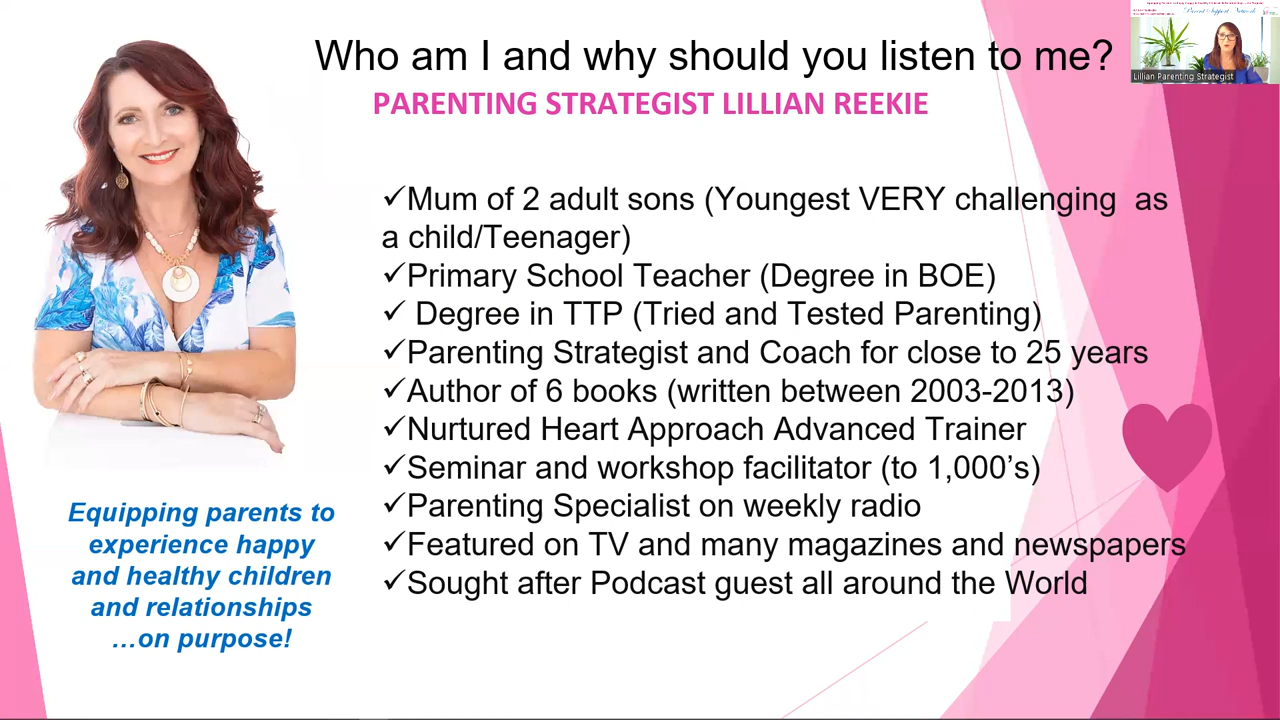 Who am I and why should you listen to me?
PARENTING STRATEGIST LILLIAN REEKIE
✓Mum of 2 adult sons (Youngest VERY challenging  as
a child/Teenager)
✓Primary School Teacher (Degree in BOE)
✓ Degree in TTP (Tried and Tested Parenting)
✓Parenting Strategist and Coach for close to 25 years
✓Author of 6 books (written between 2003-2013)
✓Nurtured Heart Approach Advanced Trainer
✓Seminar and workshop facilitator (to 1,000’s)
✓Parenting Specialist on weekly radio
✓Featured on TV and many magazines and newspapers
✓Sought after Podcast guest all around the World
Equipping parents to
experience happy
and healthy children
and relationships
…on purpose!
Parent Support Network
Lillian Parenting Strategist